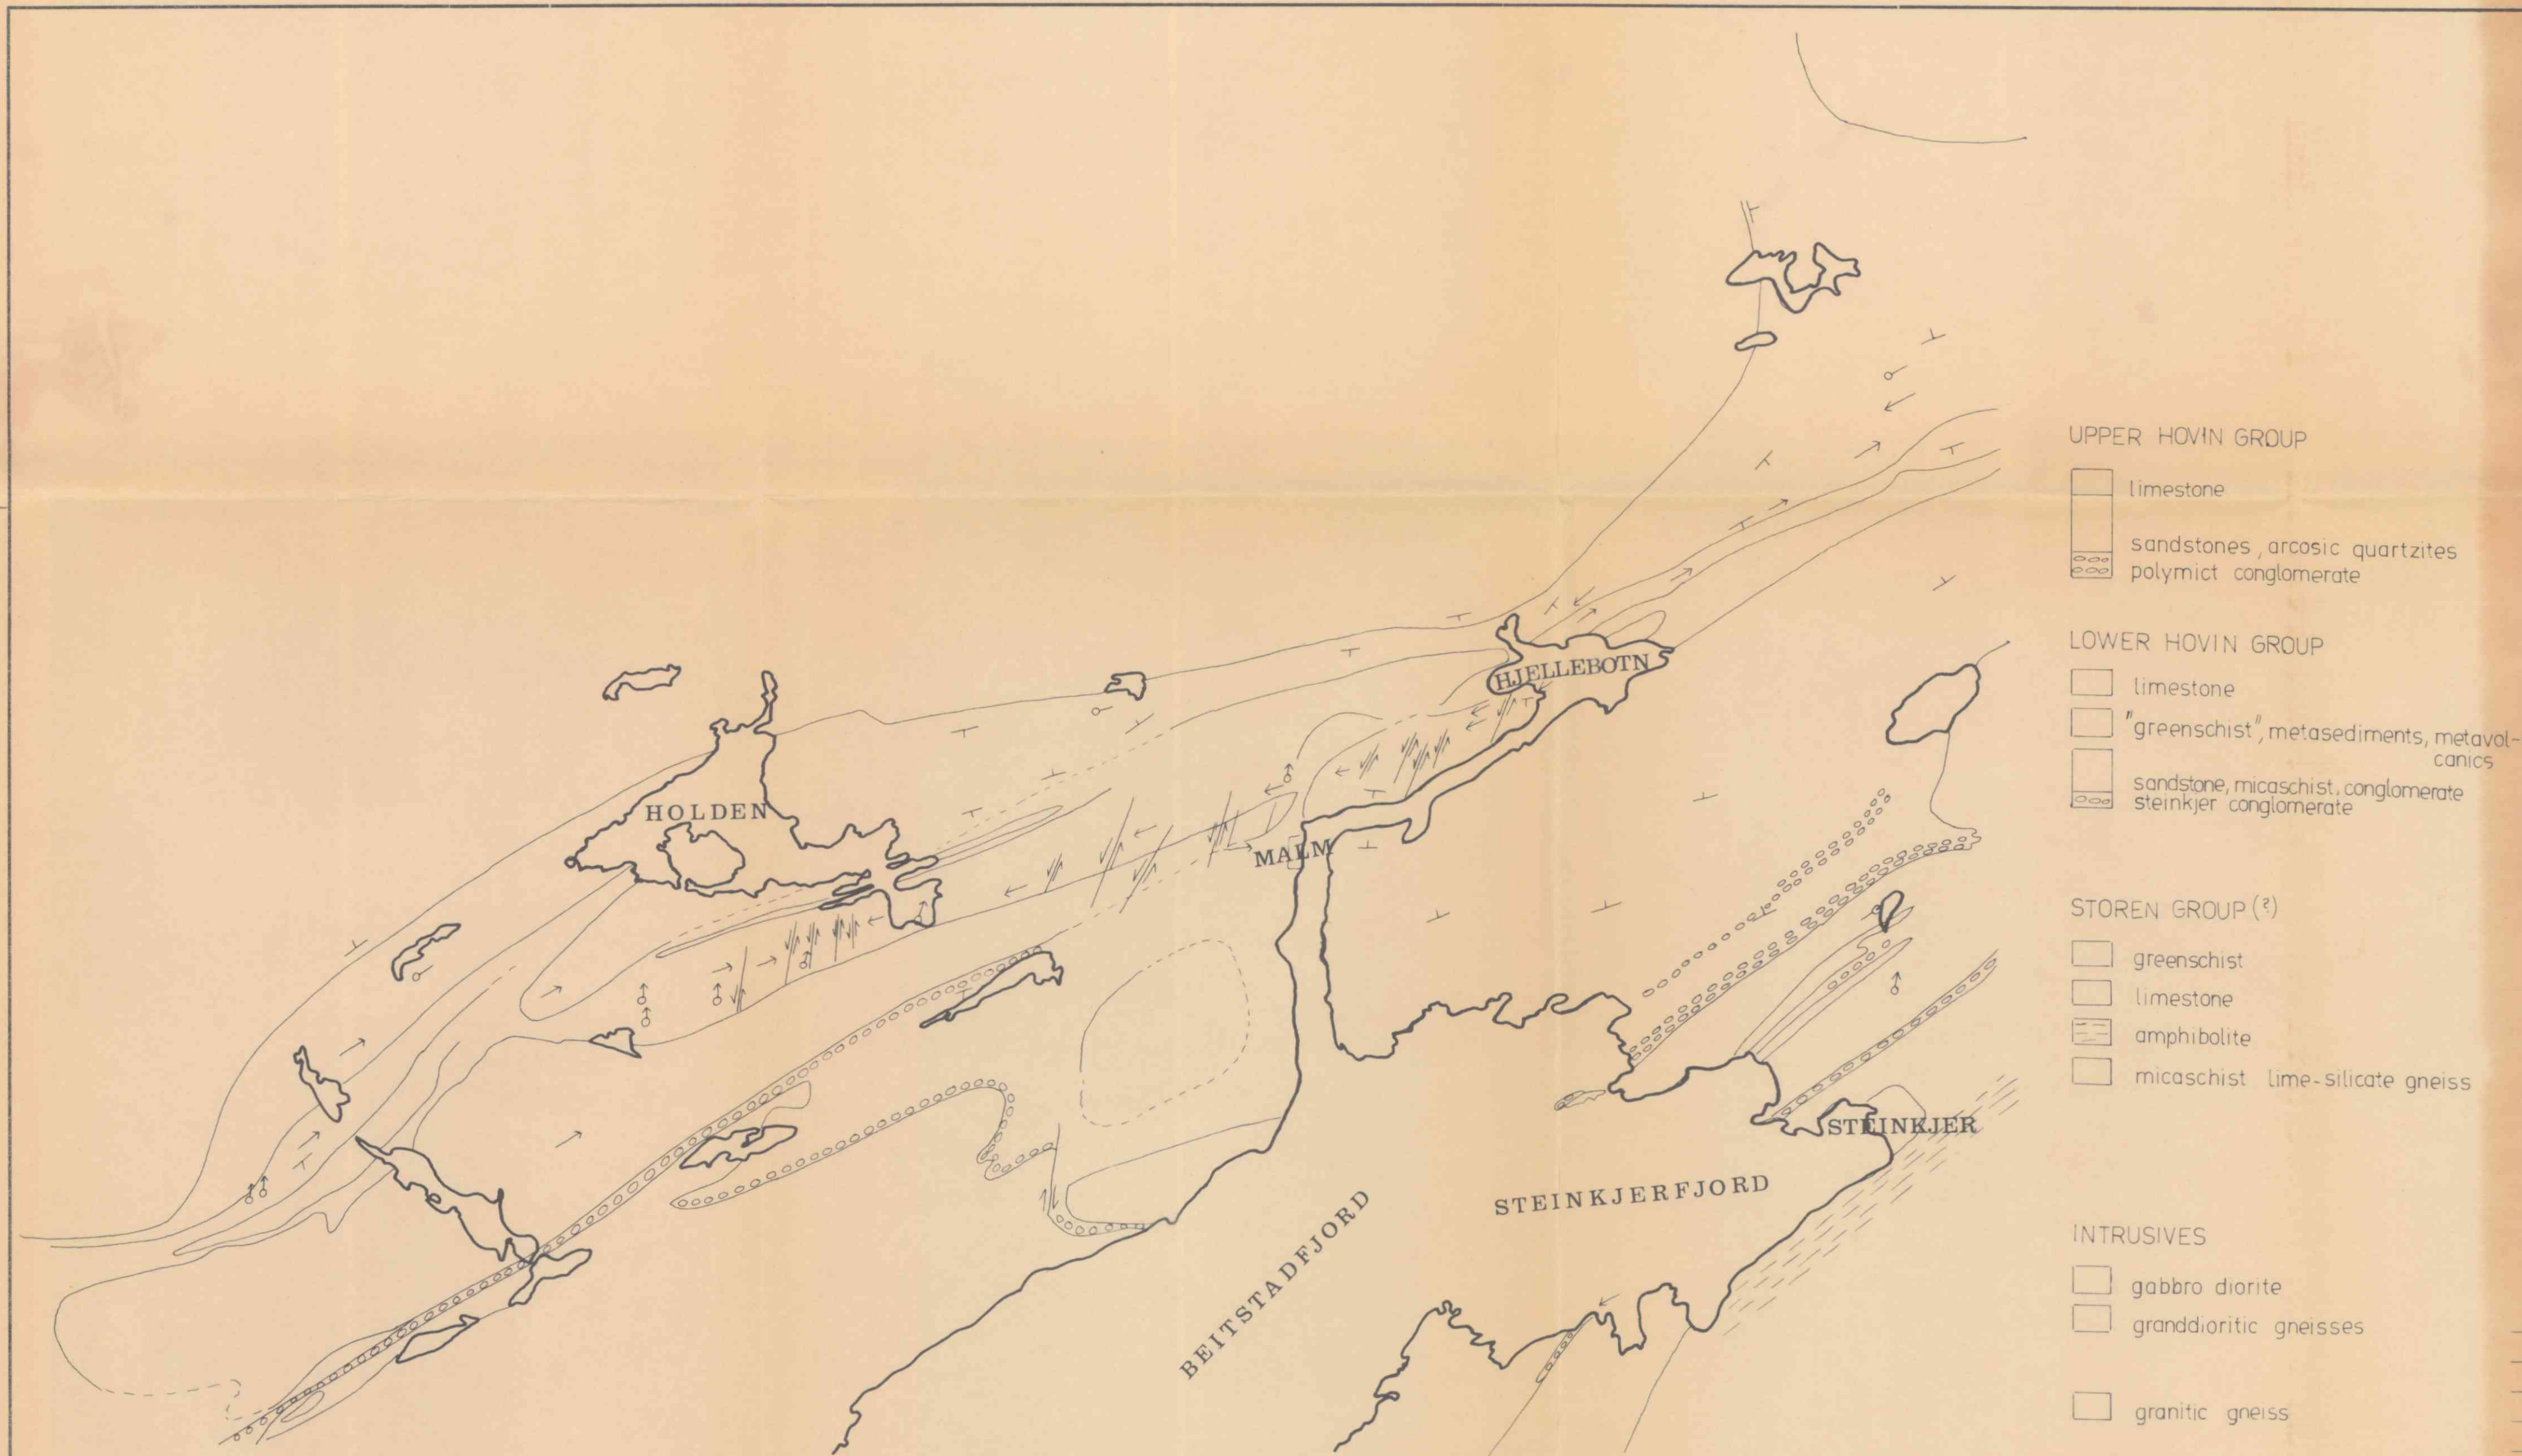 HJELLEBOTN
HOLDEN
MALM
STEINKJER
STEINKJERFJORD
BEITSTADFJORD
UPPER HOVIN GROUP
limestone
sandstones, arcosic quartzites
polymict conglomerate
LOWER HOVIN GROUP
limestone
"greenschist", metasediments, metavol-
canics
sandstone, micaschist, conglomerate
steinkjer conglomerate
STOREN GROUP (?)
greenschist
limestone
amphibolite
micaschist lime-silicate gneiss
INTRUSIVES
gabbro diorite
granddioritic gneisses
granitic gneiss